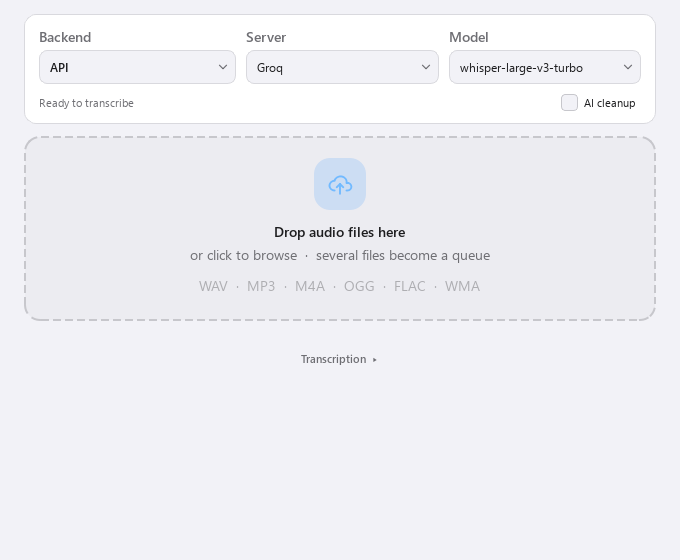 Backend Server Model
API Groq whisper-large-v3-turbo
Ready to transcribe AI cleanup
Drop audio files here
or click to browse · several files become a queue
WAV · MP3 · M4A · OGG · FLAC · WMA
Transcription ▸